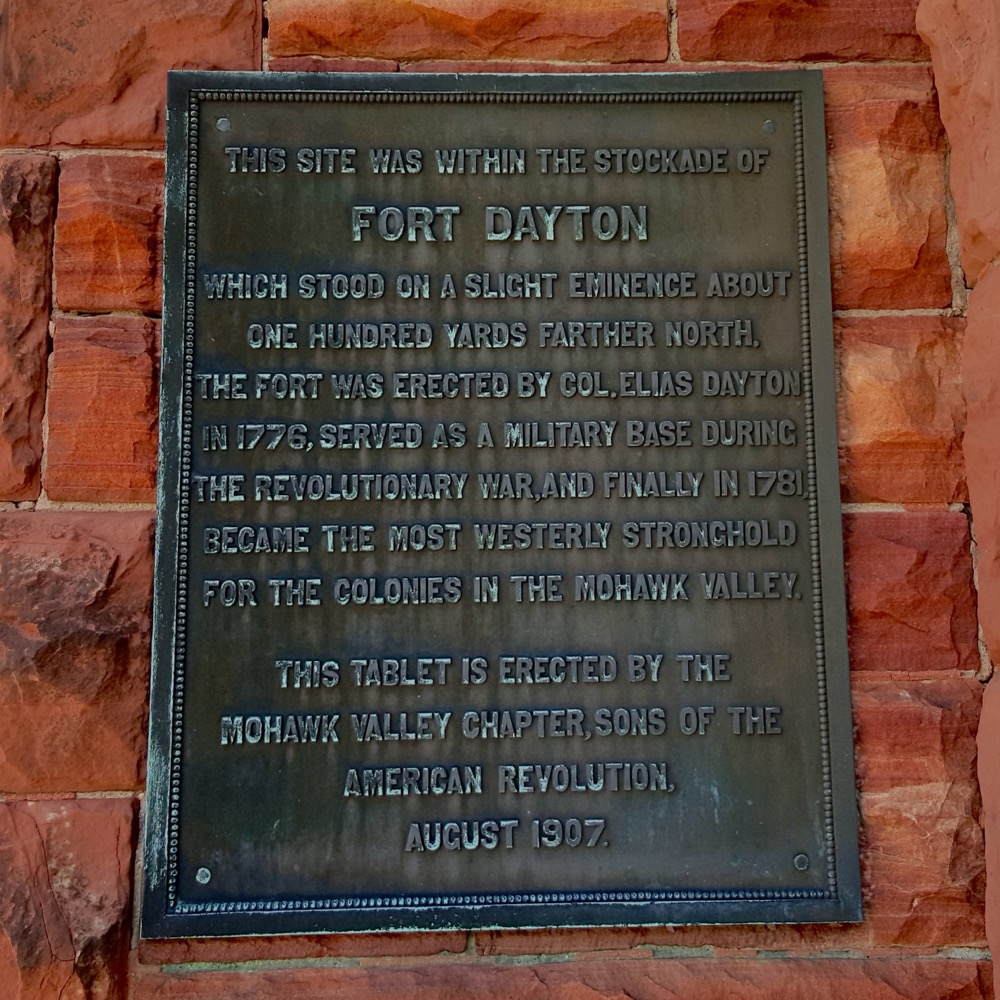 THIS SITE WAS WITHIN THE STOCKADE OF
FORT DAYTON
WHICH STOOD ON A SLIGHT EMINENCE ABOUT
ONE HUNDRED YARDS FARTHER NORTH.
THE FORT WAS ERECTED BY COL. ELIAS DAYTON
IN 1776, SERVED AS A MILITARY BASE DURING
THE REVOLUTIONARY WAR, AND FINALLY IN 1781,
BECAME THE MOST WESTERLY STRONGHOLD
FOR THE COLONIES IN THE MOHAWK VALLEY.
THIS TABLET IS ERECTED BY THE
MOHAWK VALLEY CHAPTER, SONS OF THE
AMERICAN REVOLUTION,
AUGUST 1907.